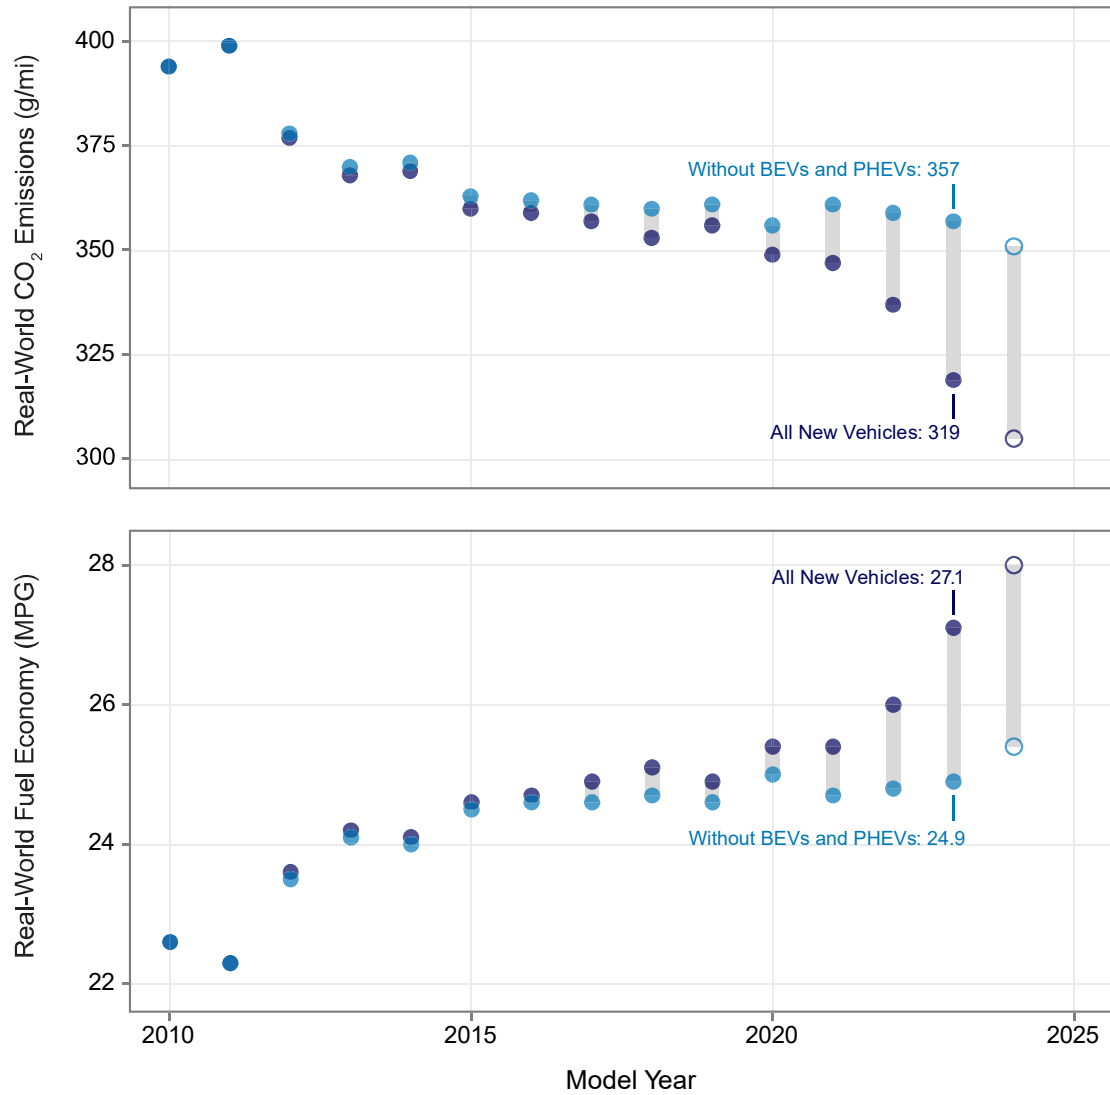 Real-World CO2 Emissions (g/mi)
400
375
350
325
300
Without BEVs and PHEVs: 357
All New Vehicles: 319
Real-World Fuel Economy (MPG)
28
26
24
22
All New Vehicles: 27.1
Without BEVs and PHEVs: 24.9
2010 2015 2020 2025
Model Year